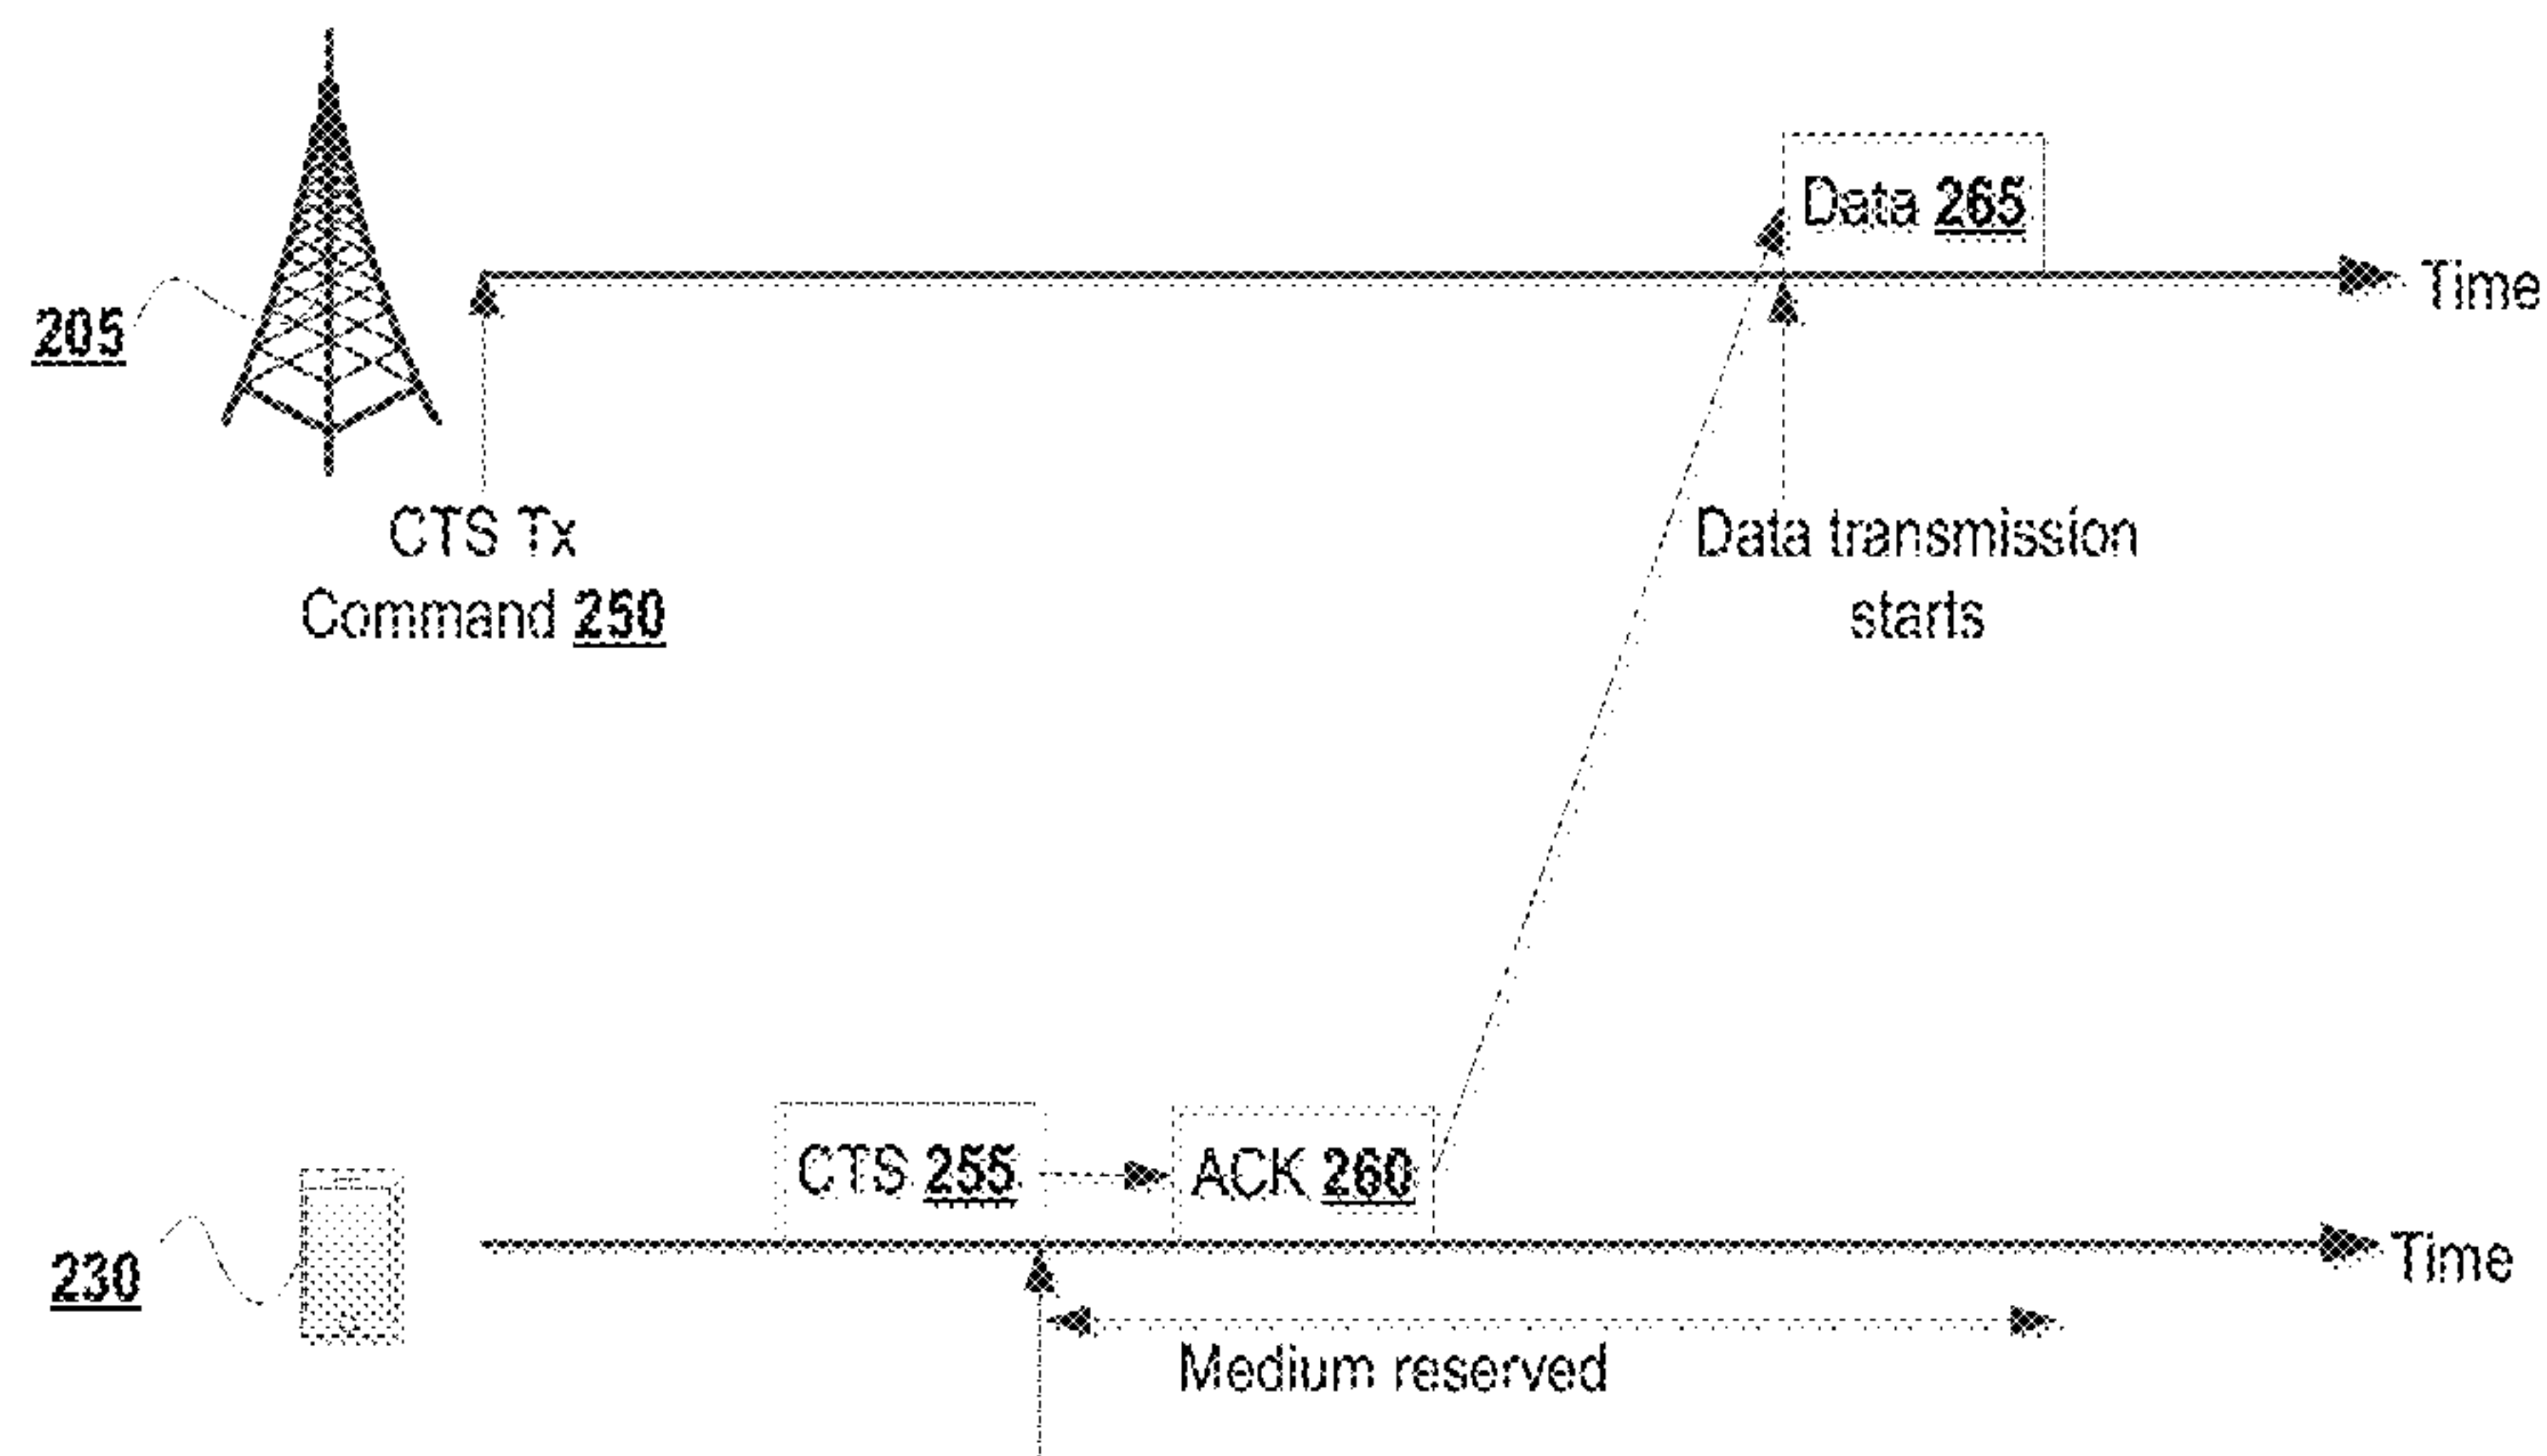 Data 265
Time
205
CTS Tx
Command 250
Data transmission
starts
CTS 255
ACK 260
230
Time
Medium reserved